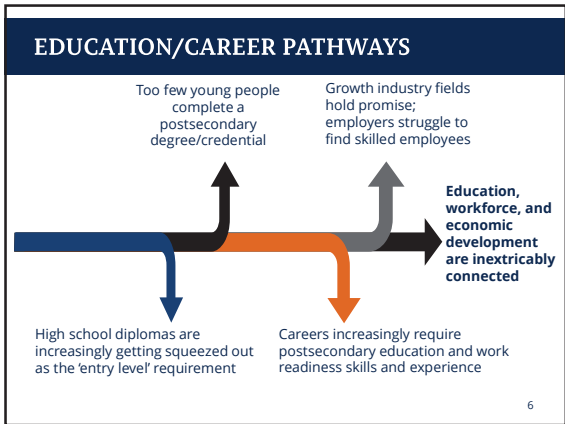 EDUCATION/CAREER PATHWAYS
Too few young people
complete a
postsecondary
degree/credential
Growth industry fields
hold promise;
employers struggle to
find skilled employees
Education,
workforce, and
economic
development
are inextricably
connected
High school diplomas are
increasingly getting squeezed out
as the ‘entry level’ requirement
Careers increasingly require
postsecondary education and work
readiness skills and experience
6